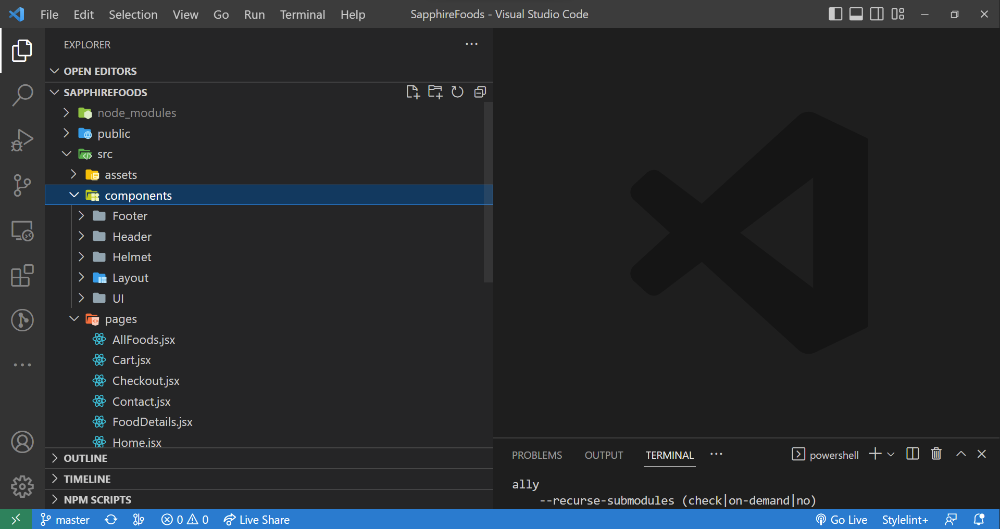 File Edit Selection View Go Run Terminal Help SapphireFoods - Visual Studio Code
EXPLORER
OPEN EDITORS
SAPPHIREFOODS
node_modules
public
src
assets
components
Footer
Header
Helmet
Layout
UI
pages
AllFoods.jsx
Cart.jsx
Checkout.jsx
Contact.jsx
FoodDetails.jsx
Home.jsx
OUTLINE
TIMELINE
NPM SCRIPTS
PROBLEMS OUTPUT TERMINAL ··· powershell
ally
--recurse-submodules (check|on-demand|no)
master 0 0 Live Share Go Live Stylelint+